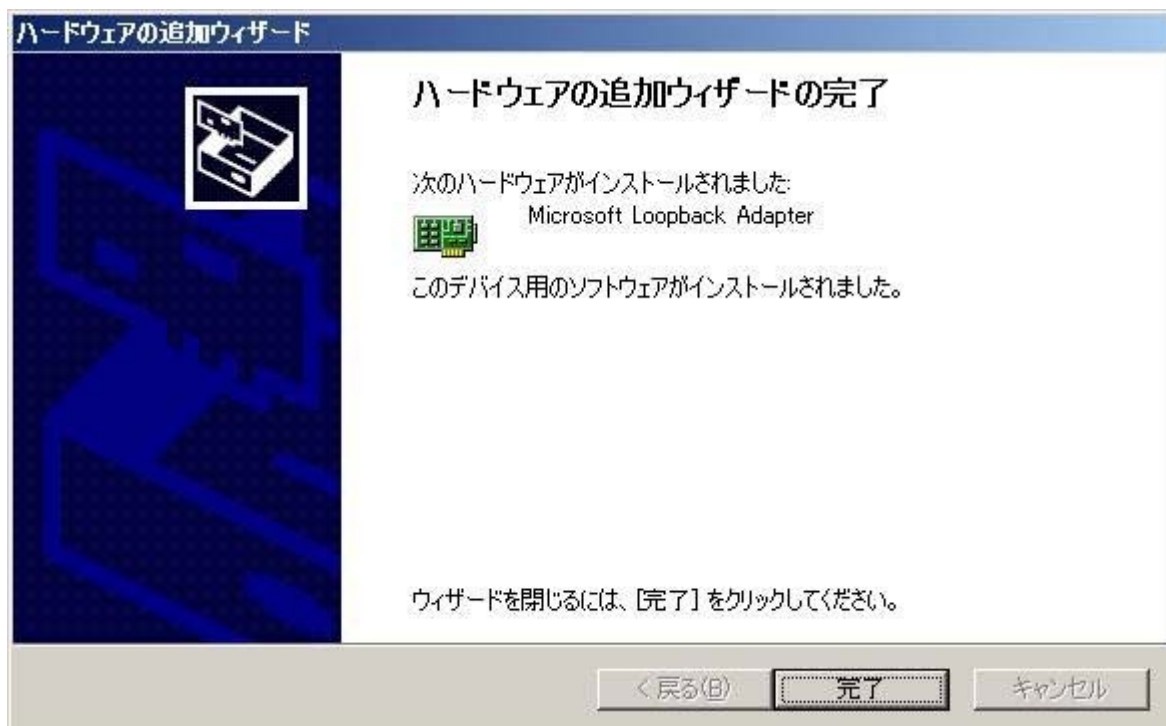 ハードウェアの追加ウィザード
ハードウェアの追加ウィザードの完了
次のハードウェアがインストールされました:
Microsoft Loopback Adapter
このデバイス用のソフトウェアがインストールされました。
ウィザードを閉じるには、[完了] をクリックしてください。
< 戻る(B)
完了
キャンセル